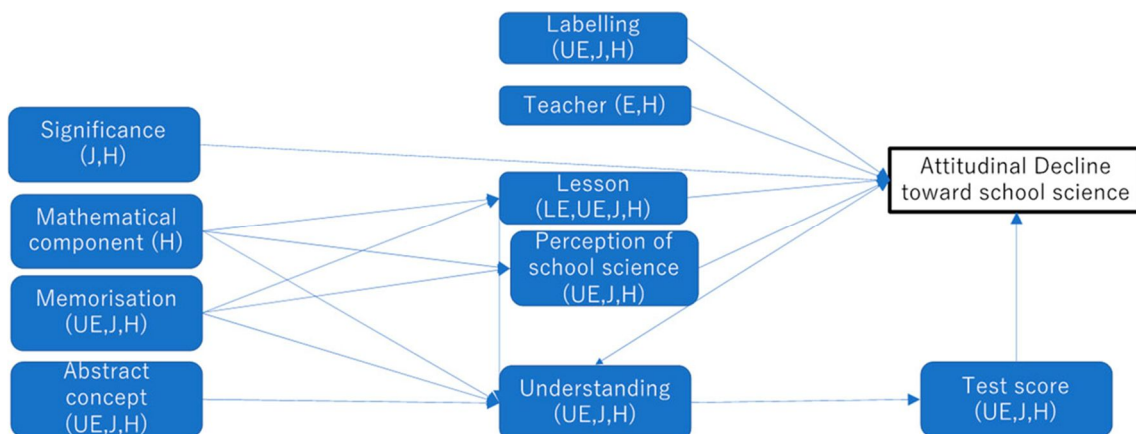 Labelling
(UE,J,H)
Teacher (E,H)
Significance
(J,H)
Lesson
(LE,UE,J,H)
Attitudinal Decline
toward school science
Mathematical
component (H)
Perception of
school science
(UE,J,H)
Memorisation
(UE,J,H)
Abstract
concept
(UE,J,H)
Understanding
(UE,J,H)
Test score
(UE,J,H)